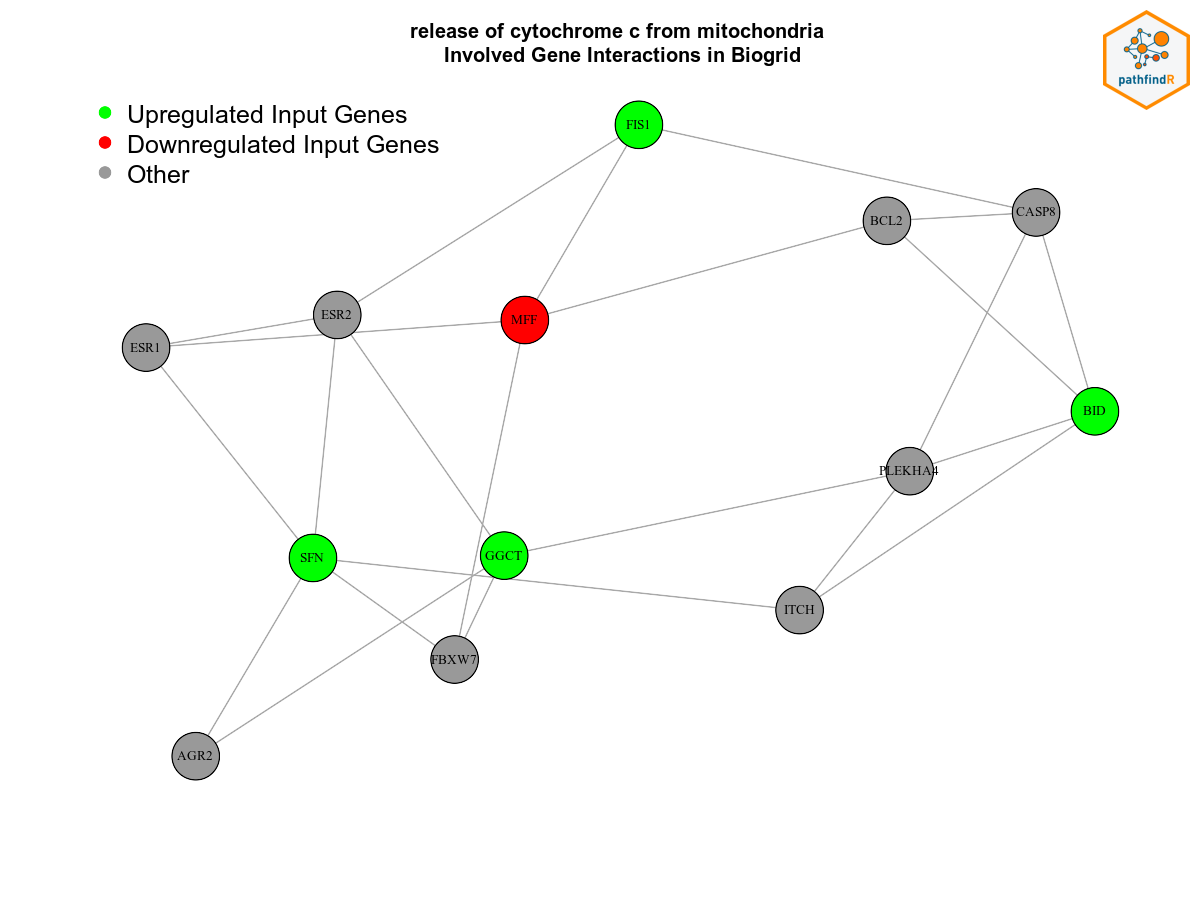 release of cytochrome c from mitochondria
Involved Gene Interactions in Biogrid
pathfindR
Upregulated Input Genes
Downregulated Input Genes
Other
FIS1
BCL2
CASP8
ESR2
MFF
ESR1
BID
PLEKHA4
SFN
GGCT
ITCH
FBXW7
AGR2